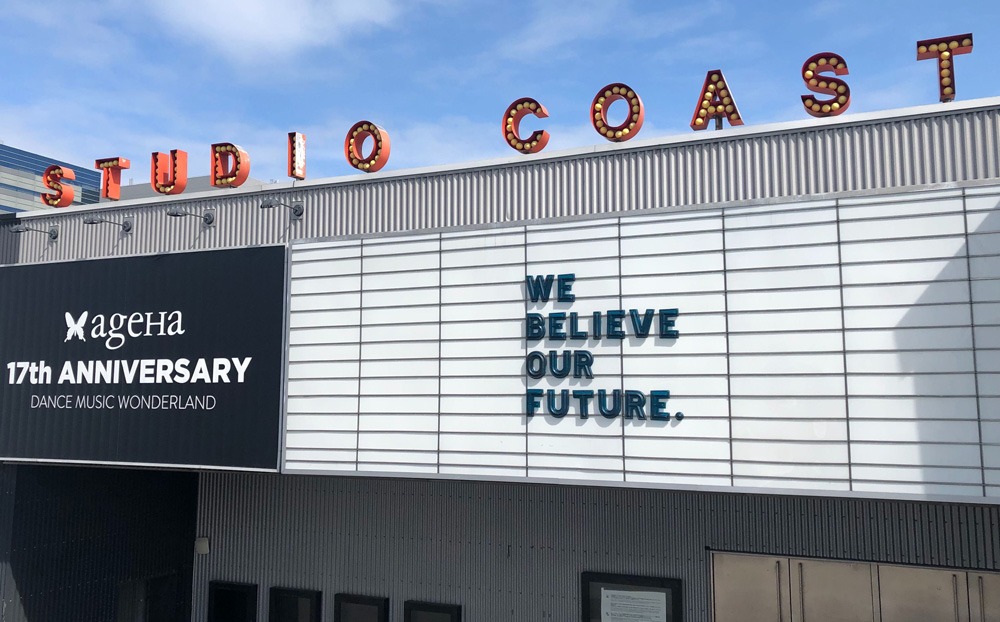 STUDIO COAST
ageHa
17th ANNIVERSARY
DANCE MUSIC WONDERLAND
WE
BELIEVE
OUR
FUTURE.